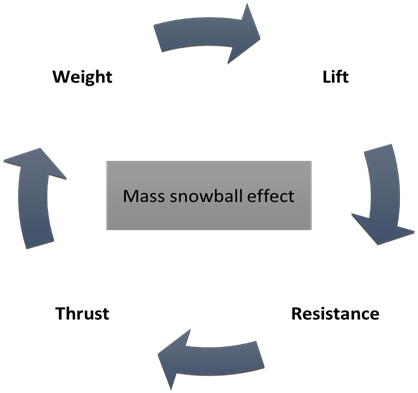 Weight
Lift
Mass snowball effect
Thrust
Resistance